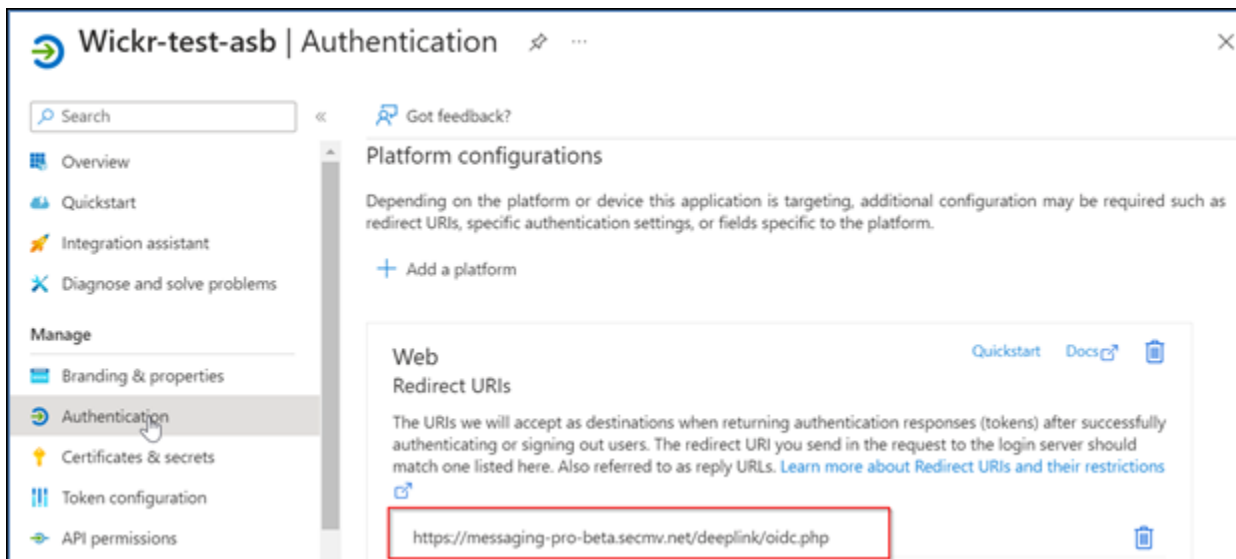 Wickr-test-asb | Authentication
Search
Overview
Quickstart
Integration assistant
Diagnose and solve problems
Manage
Branding & properties
Authentication
Certificates & secrets
Token configuration
API permissions
Got feedback?
Platform configurations
Depending on the platform or device this application is targeting, additional configuration may be required such as
redirect URIs, specific authentication settings, or fields specific to the platform.
Add a platform
Web
Quickstart Docs
Redirect URIs
The URIs we will accept as destinations when returning authentication responses (tokens) after successfully
authenticating or signing out users. The redirect URI you send in the request to the login server should
match one listed here. Also referred to as reply URLs. Learn more about Redirect URIs and their restrictions
https://messaging-pro-beta.secmv.net/deeplink/oidc.php